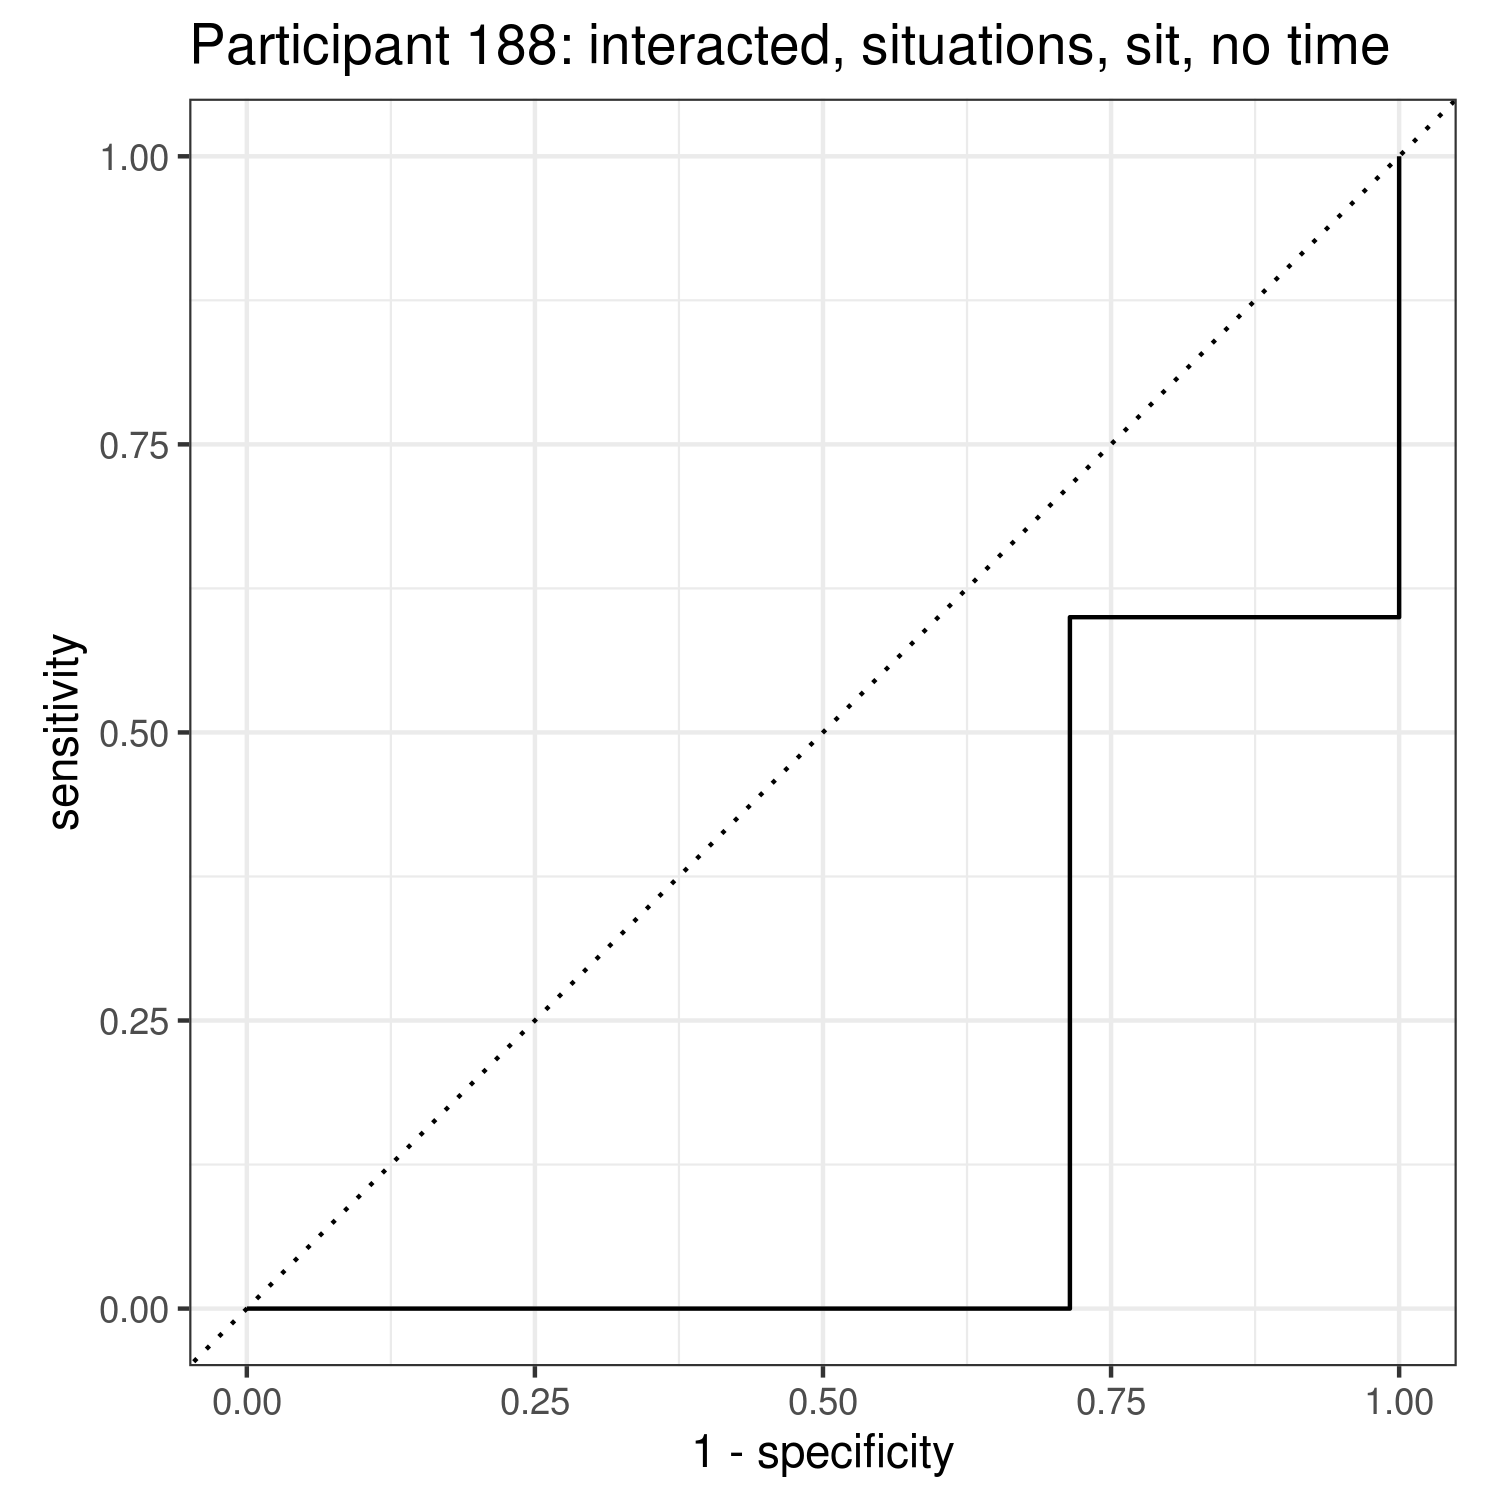 Participant 188: interacted, situations, sit, no time
1.00
0.75
0.50
0.25
0.00
sensitivity
0.00 0.25 0.50 0.75 1.00
1 - specificity